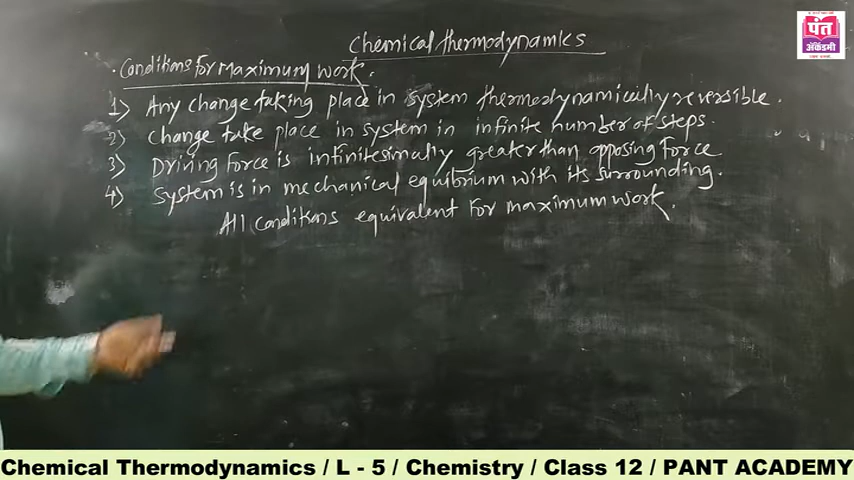 Chemical thermodynamics
पंत
अ‍ॅकॅडमी
. Conditions for Maximum work.
1) Any change taking place in system thermodynamically reversible.
2) change take place in system in infinite number of steps.
3) Driving force is infinitesimally greater than opposing force
4) system is in mechanical equilibrium with its surrounding.
All conditions equivalent for maximum work.
Chemical Thermodynamics / L - 5 / Chemistry / Class 12 / PANT ACADEMY